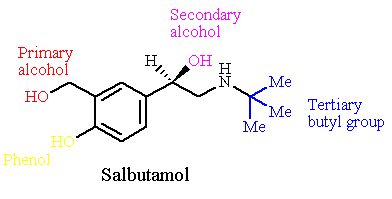 Secondary
alcohol
Primary
alcohol
H
OH
H
N
Me
HO
Me
Tertiary
butyl group
Me
HO
Phenol
Salbutamol